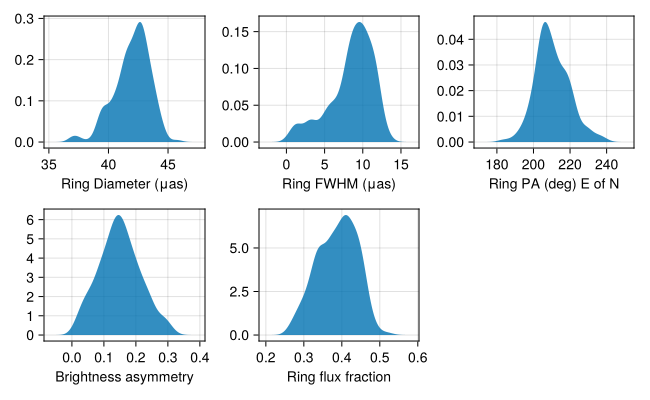 0.3
0.2
0.1
0.0
35 40 45
Ring Diameter (μas)
0.15
0.10
0.05
0.00
0 5 10 15
Ring FWHM (μas)
0.04
0.03
0.02
0.01
0.00
180 200 220 240
Ring PA (deg) E of N
6
5
4
3
2
1
0
0.0 0.1 0.2 0.3 0.4
Brightness asymmetry
5.0
2.5
0.0
0.2 0.3 0.4 0.5 0.6
Ring flux fraction